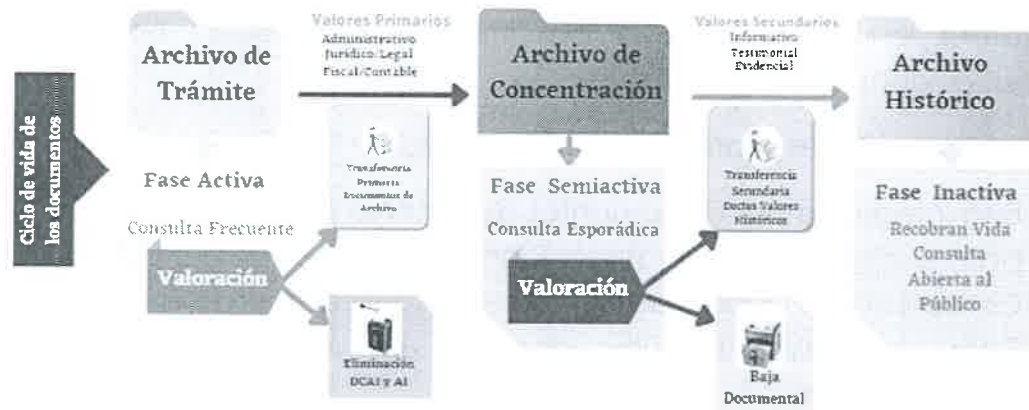 Ciclo de vida de
los documentos
Archivo de
Trámite
Fase Activa
Consulta Frecuente
Valoración
Valores Primarios
Administrativo
Jurídico/Legal
Fiscal/Contable
Transferencia
Primaria
Documentos de
Archivo
Eliminación
DCAI y AI
Archivo de
Concentración
Fase Semiactiva
Consulta Esporádica
Valoración
Valores Secundarios
Informativo
Testimonial
Evidencial
Transferencia
Secundaria
Doctos Valores
Históricos
Baja
Documental
Archivo
Histórico
Fase Inactiva
Recobran Vida
Consulta
Abierta al
Público